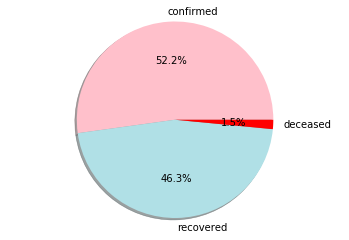 confirmed
52.2%
1.5%
deceased
46.3%
recovered